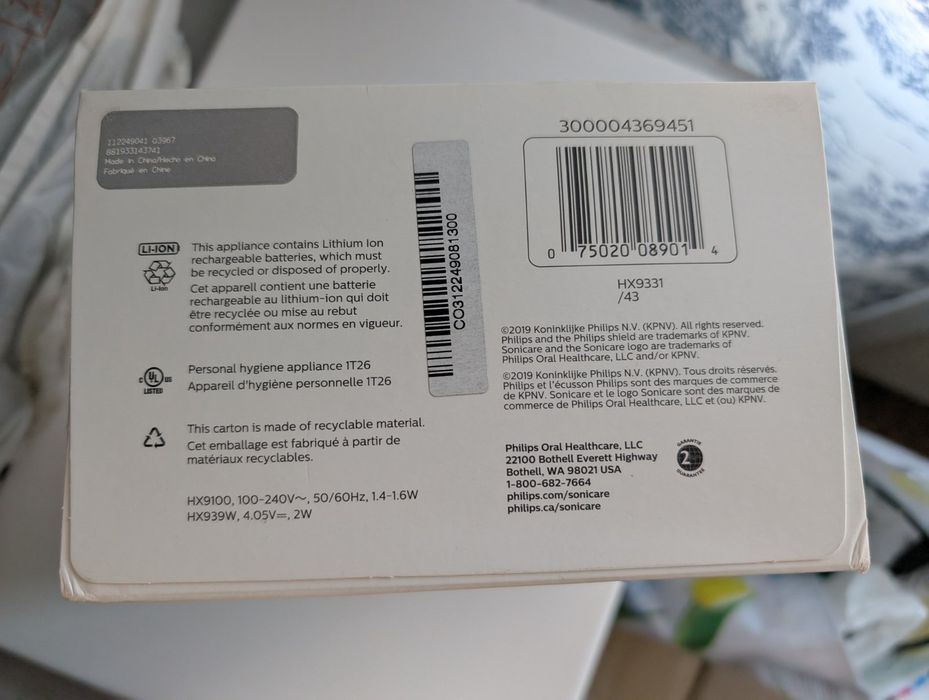 112249041 03967
881933143741
Made in China/Hecho en China
Fabriqué en Chine
LI-ION
Li-Ion
This appliance contains Lithium Ion
rechargeable batteries, which must
be recycled or disposed of properly.
Cet appareil contient une batterie
rechargeable au lithium-ion qui doit
être recyclée ou mise au rebut
conformément aux normes en vigueur.
C UL US
LISTED
Personal hygiene appliance 1T26
Appareil d'hygiène personnelle 1T26
This carton is made of recyclable material.
Cet emballage est fabriqué à partir de
matériaux recyclables.
HX9100, 100-240V~, 50/60Hz, 1.4-1.6W
HX939W, 4.05V⎓, 2W
CO312249081300
300004369451
0 75020 08901 4
HX9331
/43
©2019 Koninklijke Philips N.V. (KPNV). All rights reserved.
Philips and the Philips shield are trademarks of KPNV.
Sonicare and the Sonicare logo are trademarks of
Philips Oral Healthcare, LLC and/or KPNV.
©2019 Koninklijke Philips N.V. (KPNV). Tous droits réservés.
Philips et l'écusson Philips sont des marques de commerce
de KPNV. Sonicare et le logo Sonicare sont des marques de
commerce de Philips Oral Healthcare, LLC et (ou) KPNV.
Philips Oral Healthcare, LLC
22100 Bothell Everett Highway
Bothell, WA 98021 USA
1-800-682-7664
philips.com/sonicare
philips.ca/sonicare
GARANTIE
2
GUARANTEE